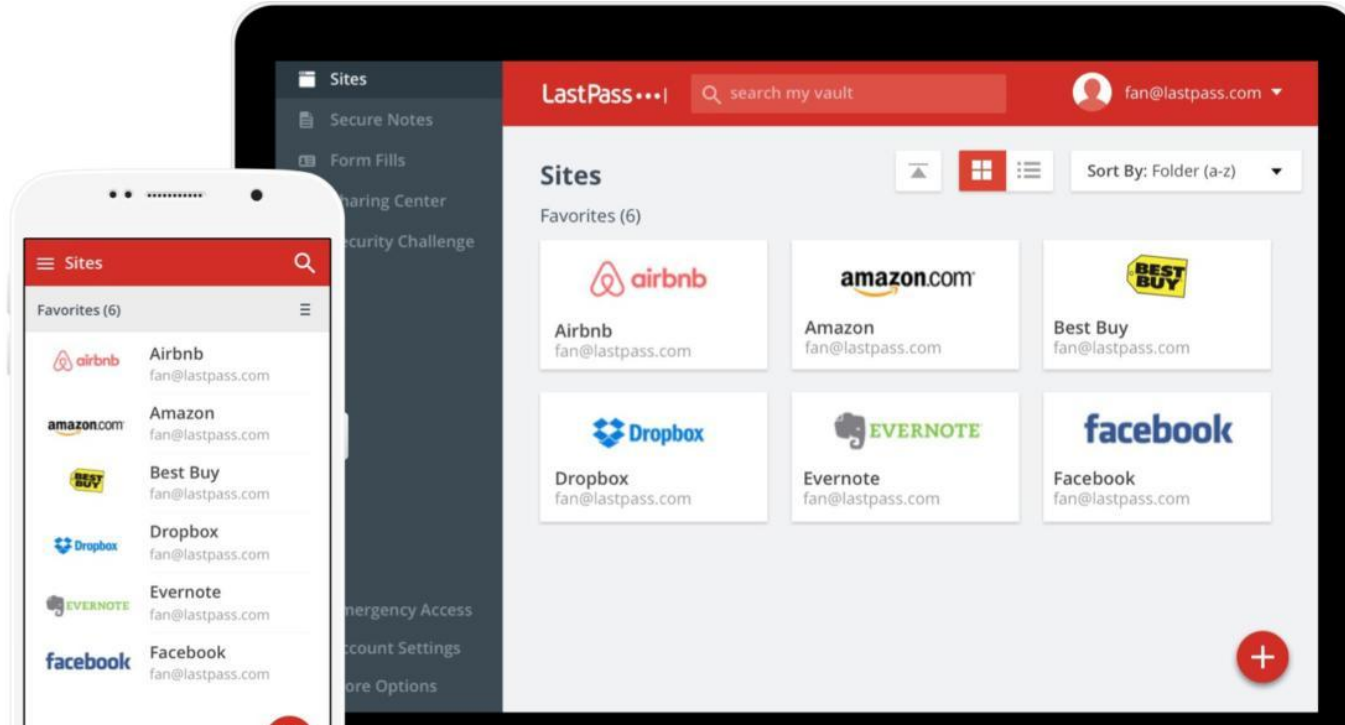 Sites
Secure Notes
Form Fills
haring Center
ecurity Challenge
mergency Access
ccount Settings
ore Options
LastPass•••|
search my vault
fan@lastpass.com
Sites
Sort By: Folder (a-z)
Favorites (6)
airbnb
Airbnb
fan@lastpass.com
amazon.com
Amazon
fan@lastpass.com
BEST
BUY
Best Buy
fan@lastpass.com
Dropbox
Dropbox
fan@lastpass.com
EVERNOTE
Evernote
fan@lastpass.com
facebook
Facebook
fan@lastpass.com
Sites
Favorites (6)
airbnb
Airbnb
fan@lastpass.com
amazon.com
Amazon
fan@lastpass.com
BEST
BUY
Best Buy
fan@lastpass.com
Dropbox
Dropbox
fan@lastpass.com
EVERNOTE
Evernote
fan@lastpass.com
facebook
Facebook
fan@lastpass.com